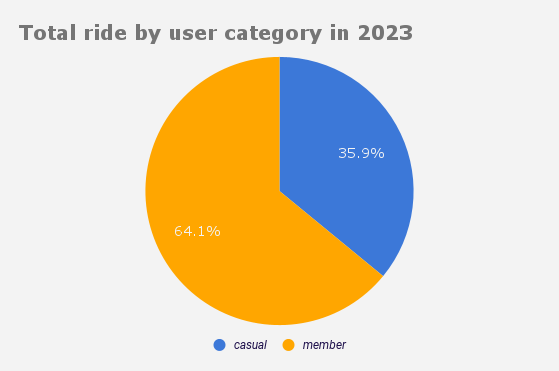 Total ride by user category in 2023
35.9%
64.1%
casual member